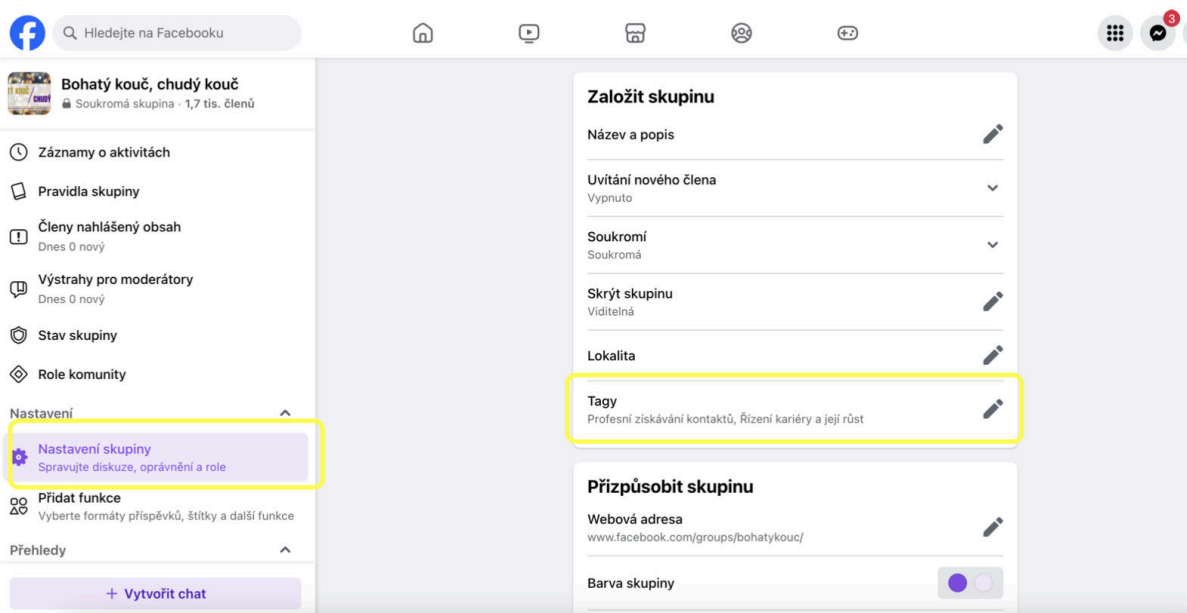 Hledejte na Facebooku
3
Bohatý kouč, chudý kouč
Soukromá skupina · 1,7 tis. členů
Záznamy o aktivitách
Pravidla skupiny
Členy nahlášený obsah
Dnes 0 nový
Výstrahy pro moderátory
Dnes 0 nový
Stav skupiny
Role komunity
Nastavení
Nastavení skupiny
Spravujte diskuze, oprávnění a role
Přidat funkce
Vyberte formáty příspěvků, štítky a další funkce
Přehledy
+ Vytvořit chat
Založit skupinu
Název a popis
Uvítání nového člena
Vypnuto
Soukromí
Soukromá
Skrýt skupinu
Viditelná
Lokalita
Tagy
Profesní získávání kontaktů, Řízení kariéry a její růst
Přizpůsobit skupinu
Webová adresa
www.facebook.com/groups/bohatykouc/
Barva skupiny